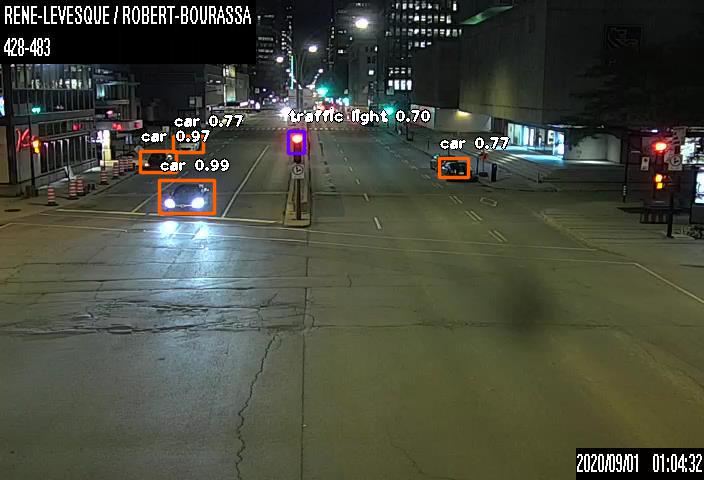 RENE-LEVESQUE / ROBERT-BOURASSA
428-483
car 0.77
traffic light 0.70
car 0.97
car 0.77
car 0.99
2020/09/01 01:04:32